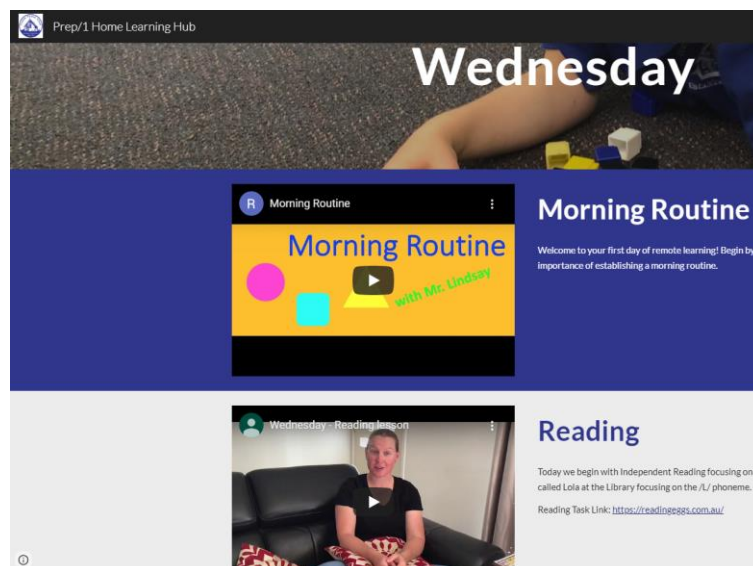 Prep/1 Home Learning Hub
Wednesday
R Morning Routine
Morning Routine
with Mr. Lindsay
Morning Routine
Welcome to your first day of remote learning! Begin by
importance of establishing a morning routine.
Wednesday - Reading lesson
Reading
Today we begin with Independent Reading focusing on
called Lola at the Library focusing on the /L/ phoneme.
Reading Task Link: https://readingeggs.com.au/